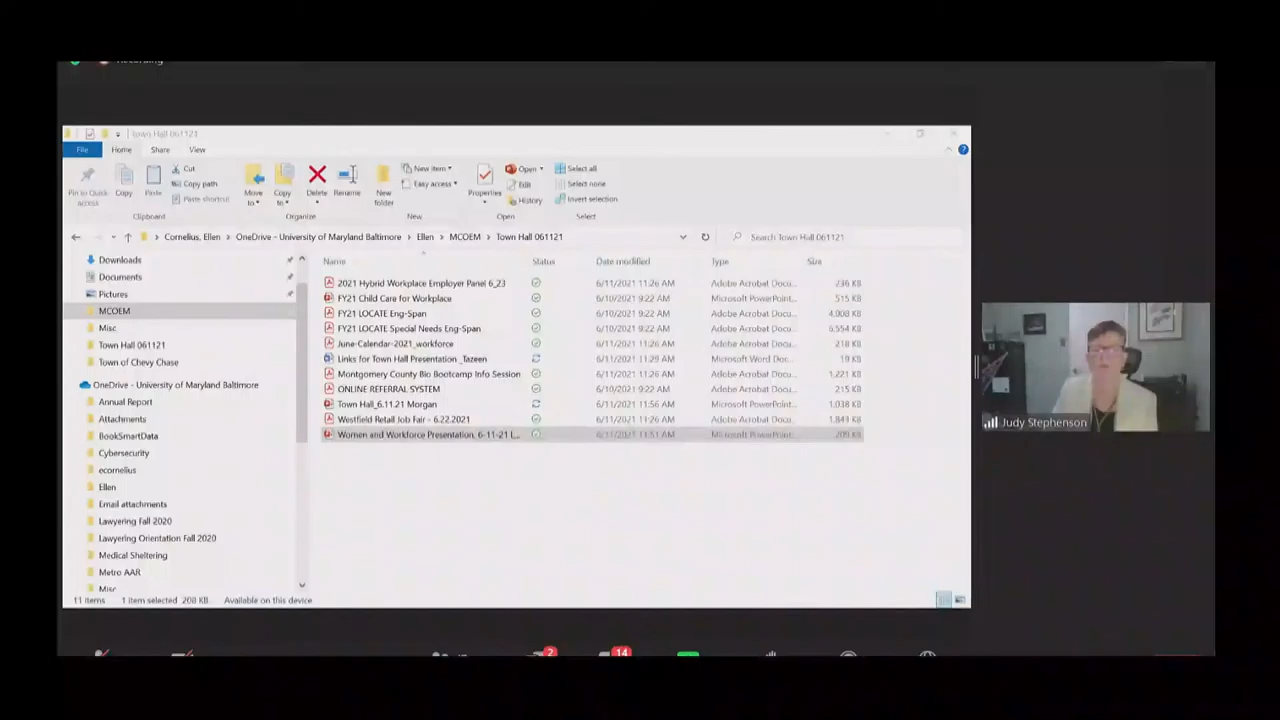 Recording
Town Hall 061121
File Home Share View
Pin to Quick access
Copy
Paste
Cut
Copy path
Paste shortcut
Clipboard
Move to
Copy to
Delete
Rename
Organize
New folder
New item
Easy access
New
Properties
Open
Edit
History
Open
Select all
Select none
Invert selection
Select
Cornelius, Ellen > OneDrive - University of Maryland Baltimore > Ellen > MCOEM > Town Hall 061121
Search Town Hall 061121
Downloads
Documents
Pictures
MCOEM
Misc
Town Hall 061121
Town of Chevy Chase
OneDrive - University of Maryland Baltimore
Annual Report
Attachments
BookSmartData
Cybersecurity
ecornelius
Ellen
Email attachments
Lawyering Fall 2020
Lawyering Orientation Fall 2020
Medical Sheltering
Metro AAR
Misc
Name Status Date modified Type Size
2021 Hybrid Workplace Employer Panel 6_23 6/11/2021 11:26 AM Adobe Acrobat Docu... 236 KB
FY21 Child Care for Workplace 6/10/2021 9:22 AM Microsoft PowerPoint... 515 KB
FY21 LOCATE Eng-Span 6/10/2021 9:22 AM Adobe Acrobat Docu... 4,008 KB
FY21 LOCATE Special Needs Eng-Span 6/10/2021 9:22 AM Adobe Acrobat Docu... 6,554 KB
June-Calendar-2021_workforce 6/11/2021 11:26 AM Adobe Acrobat Docu... 218 KB
Links for Town Hall Presentation _Tazeen 6/11/2021 11:29 AM Microsoft Word Doc... 19 KB
Montgomery County Bio Bootcamp Info Session 6/11/2021 11:26 AM Adobe Acrobat Docu... 1,221 KB
ONLINE REFERRAL SYSTEM 6/10/2021 9:22 AM Adobe Acrobat Docu... 215 KB
Town Hall_6.11.21 Morgan 6/11/2021 11:56 AM Microsoft PowerPoint... 1,038 KB
Westfield Retail Job Fair - 6.22.2021 6/11/2021 11:26 AM Adobe Acrobat Docu... 1,841 KB
Women and Workforce Presentation, 6-11-21 L... 6/11/2021 11:51 AM Microsoft PowerPoint... 209 KB
11 items 1 item selected 208 KB Available on this device
Judy Stephenson
2
14